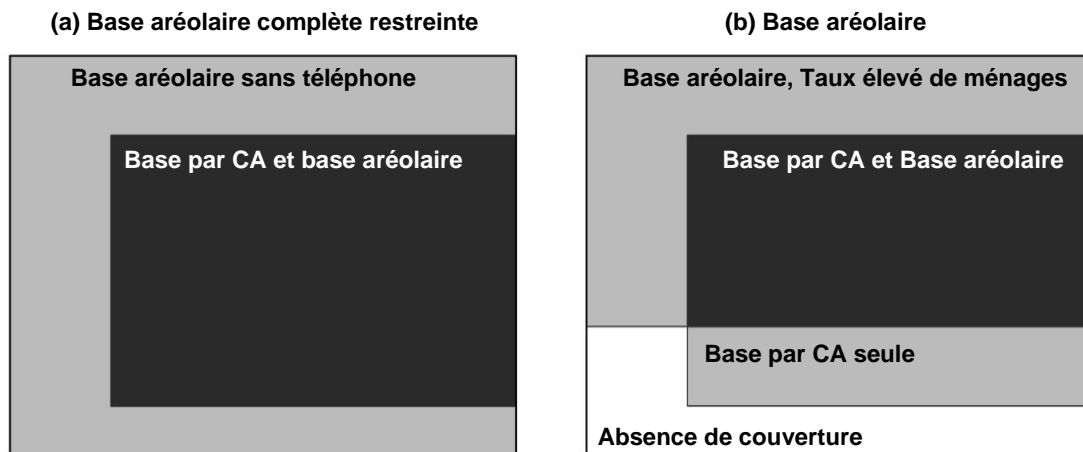 (a) Base aréolaire complète restreinte
Base aréolaire sans téléphone
Base par CA et base aréolaire
(b) Base aréolaire
Base aréolaire, Taux élevé de ménages
Base par CA et Base aréolaire
Base par CA seule
Absence de couverture